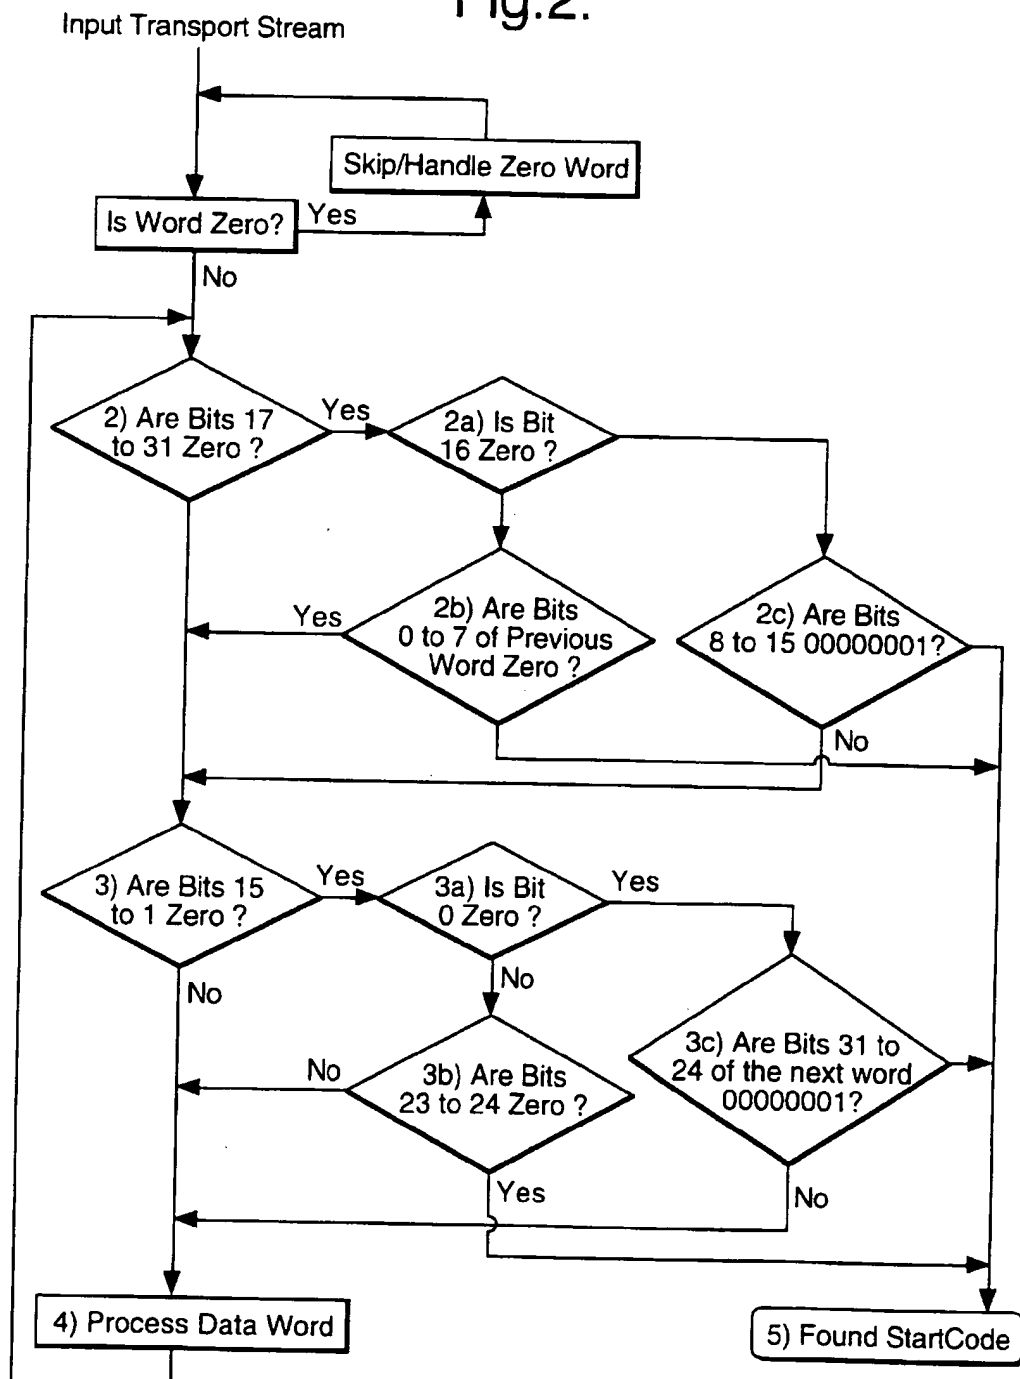 Fig.2.
Input Transport Stream
Skip/Handle Zero Word
Is Word Zero?
Yes
No
2) Are Bits 17
to 31 Zero ?
Yes
2a) Is Bit
16 Zero ?
2b) Are Bits
0 to 7 of Previous
Word Zero ?
Yes
2c) Are Bits
8 to 15 00000001?
No
3) Are Bits 15
to 1 Zero ?
Yes
3a) Is Bit
0 Zero ?
Yes
No
No
3b) Are Bits
23 to 24 Zero ?
No
3c) Are Bits 31 to
24 of the next word
00000001?
Yes
No
4) Process Data Word
5) Found StartCode